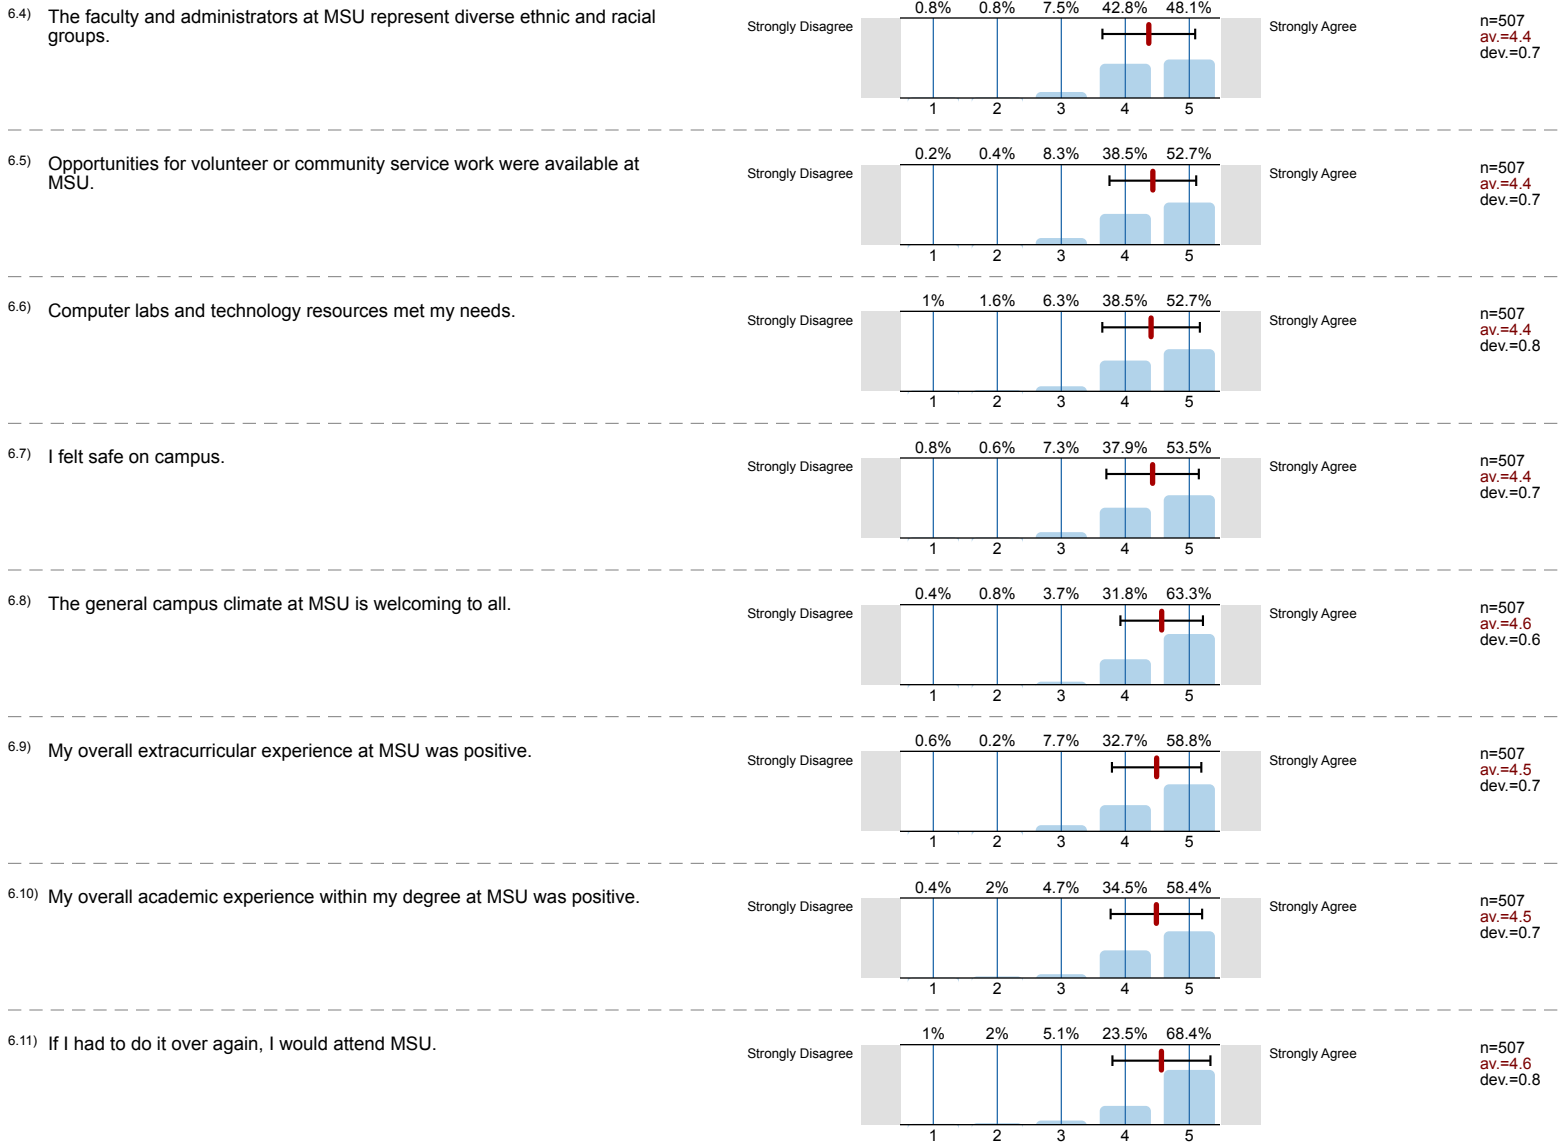 6.4) The faculty and administrators at MSU represent diverse ethnic and racial
groups.
Strongly Disagree
0.8% 0.8% 7.5% 42.8% 48.1%
1 2 3 4 5
Strongly Agree
n=507
av.=4.4
dev.=0.7
6.5) Opportunities for volunteer or community service work were available at
MSU.
Strongly Disagree
0.2% 0.4% 8.3% 38.5% 52.7%
1 2 3 4 5
Strongly Agree
n=507
av.=4.4
dev.=0.7
6.6) Computer labs and technology resources met my needs.
Strongly Disagree
1% 1.6% 6.3% 38.5% 52.7%
1 2 3 4 5
Strongly Agree
n=507
av.=4.4
dev.=0.8
6.7) I felt safe on campus.
Strongly Disagree
0.8% 0.6% 7.3% 37.9% 53.5%
1 2 3 4 5
Strongly Agree
n=507
av.=4.4
dev.=0.7
6.8) The general campus climate at MSU is welcoming to all.
Strongly Disagree
0.4% 0.8% 3.7% 31.8% 63.3%
1 2 3 4 5
Strongly Agree
n=507
av.=4.6
dev.=0.6
6.9) My overall extracurricular experience at MSU was positive.
Strongly Disagree
0.6% 0.2% 7.7% 32.7% 58.8%
1 2 3 4 5
Strongly Agree
n=507
av.=4.5
dev.=0.7
6.10) My overall academic experience within my degree at MSU was positive.
Strongly Disagree
0.4% 2% 4.7% 34.5% 58.4%
1 2 3 4 5
Strongly Agree
n=507
av.=4.5
dev.=0.7
6.11) If I had to do it over again, I would attend MSU.
Strongly Disagree
1% 2% 5.1% 23.5% 68.4%
1 2 3 4 5
Strongly Agree
n=507
av.=4.6
dev.=0.8